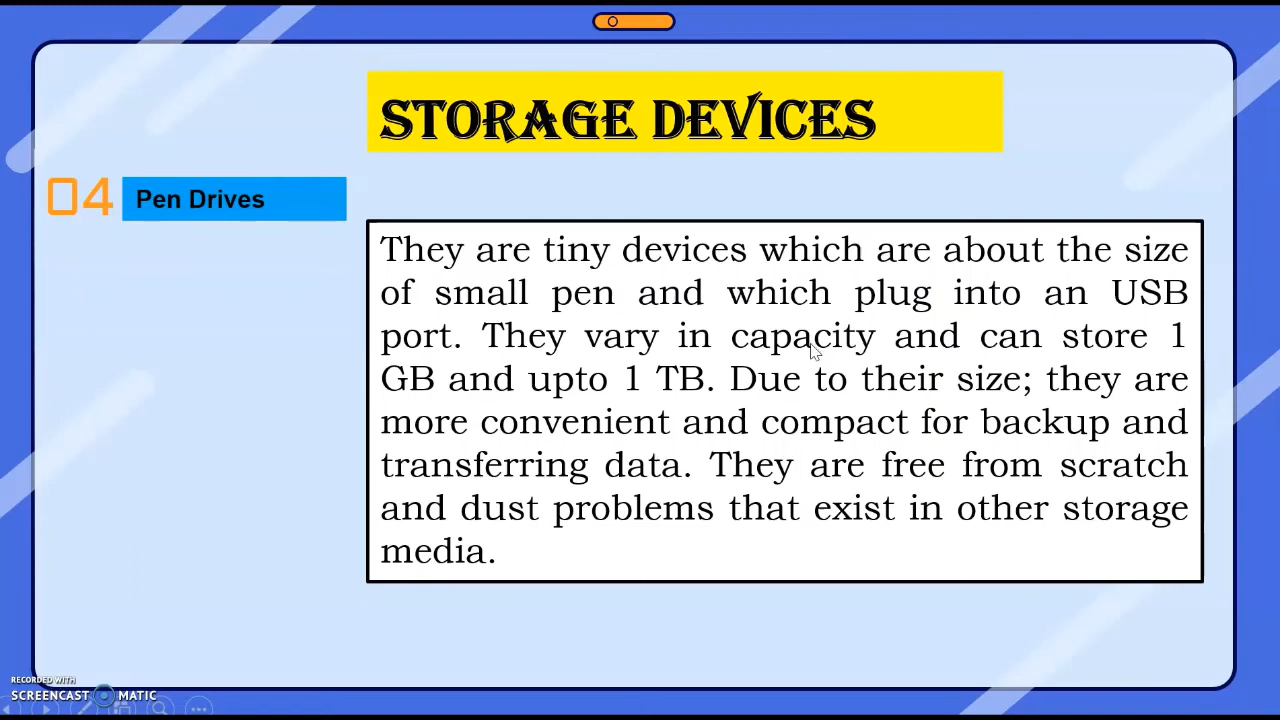 STORAGE DEVICES
04 Pen Drives
They are tiny devices which are about the size
of small pen and which plug into an USB
port. They vary in capacity and can store 1
GB and upto 1 TB. Due to their size; they are
more convenient and compact for backup and
transferring data. They are free from scratch
and dust problems that exist in other storage
media.
RECORDED WITH
SCREENCAST MATIC